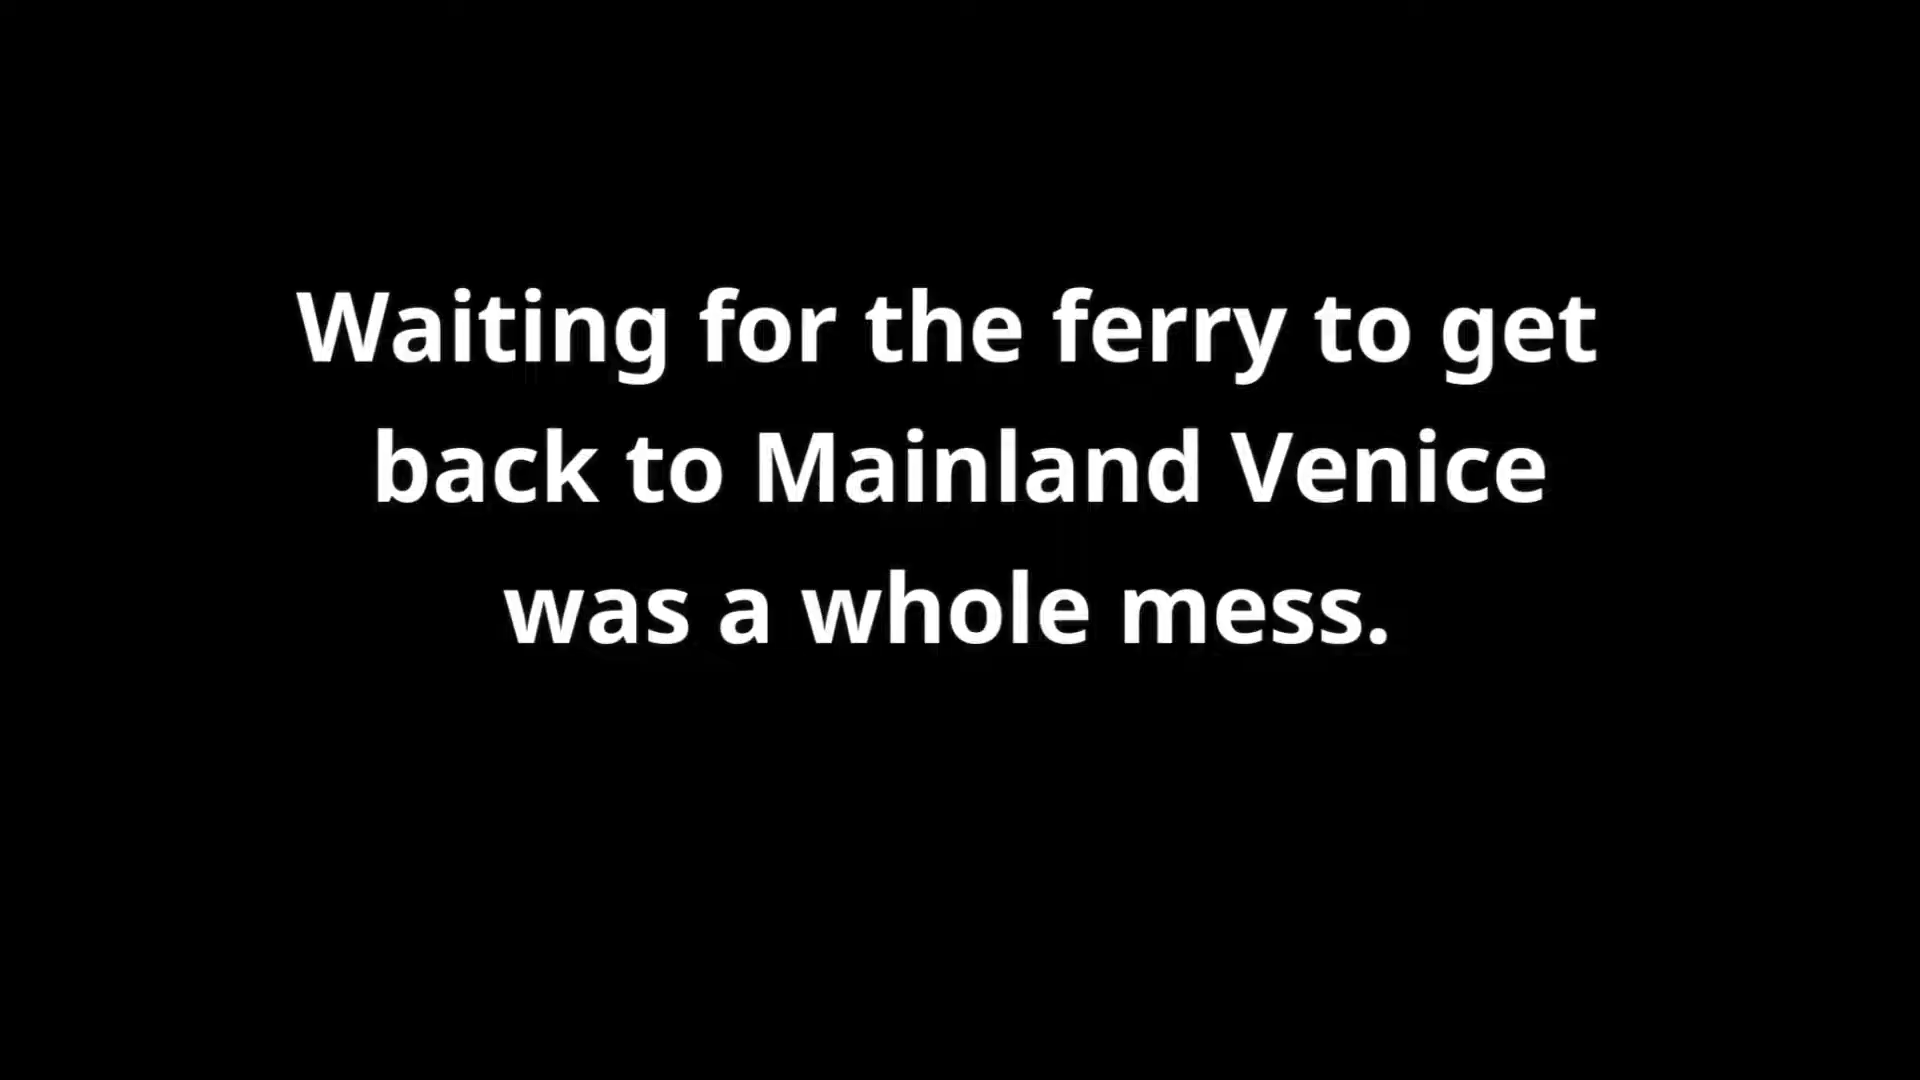 Waiting for the ferry to get
back to Mainland Venice
was a whole mess.